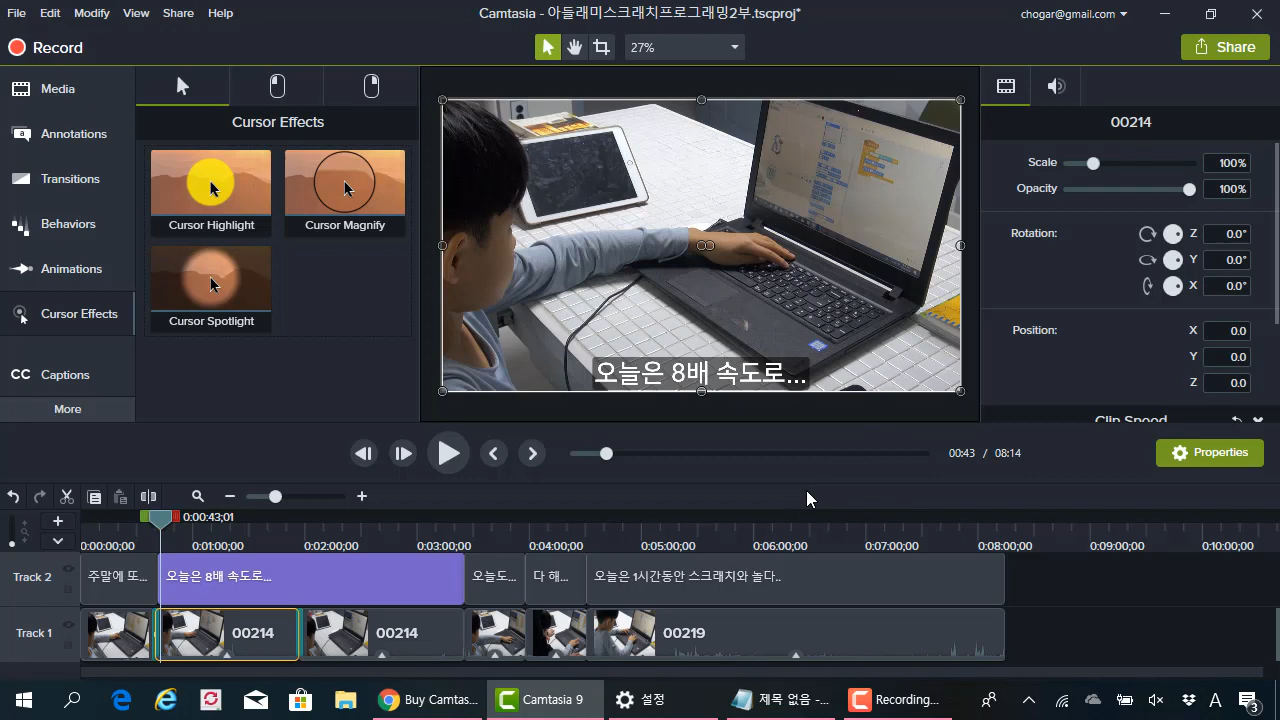 File Edit View Modify Share Help
Camtasia - 아들래미스크래치프로그래밍2부.tscproj*
chogar@gmail.com
Record
27%
Share
Media
Annotations
Transitions
Behaviors
Animations
Cursor Effects
CC Captions
More
Cursor Effects
Cursor Highlight
Cursor Magnify
Cursor Spotlight
오늘은 8배 속도로...
00214
Scale 100%
Opacity 100%
Rotation: Z 0.0°
Y 0.0°
X 0.0°
Position: X 0.0
Y 0.0
Z 0.0
Clip Speed
00:43 / 08:14
Properties
0:00:43;01
0:00:00;00 0:01:00;00 0:02:00;00 0:03:00;00 0:04:00;00 0:05:00;00 0:06:00;00 0:07:00;00 0:08:00;00 0:09:00;00 0:10:00;00
Track 2 주말에 또... 오늘은 8배 속도로... 오늘도... 다 해... 오늘은 1시간동안 스크래치와 놀다..
Track 1 00214 00214 00219
Buy Camtas... Camtasia 9 설정 제목 없음 -... Recording... A 3